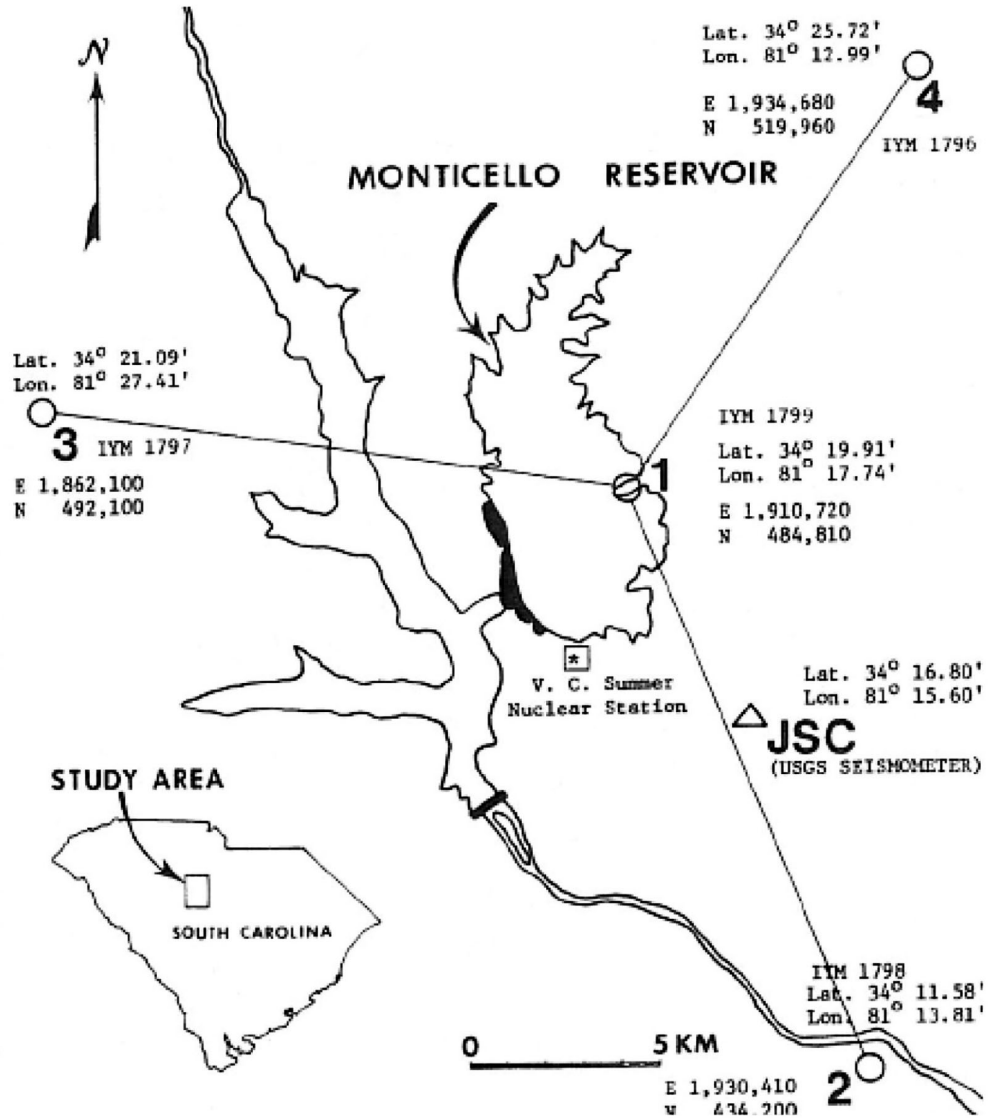 N
Lat. 34° 25.72'
Lon. 81° 12.99'
4
E 1,934,680
N 519,960
IYM 1796
MONTICELLO RESERVOIR
Lat. 34° 21.09'
Lon. 81° 27.41'
3 IYM 1797
E 1,862,100
N 492,100
IYM 1799
Lat. 34° 19.91'
1
Lon. 81° 17.74'
E 1,910,720
N 484,810
*
V. C. Summer
Nuclear Station
Lat. 34° 16.80'
Lon. 81° 15.60'
JSC
(USGS SEISMOMETER)
STUDY AREA
SOUTH CAROLINA
IYM 1798
Lat. 34° 11.58'
Lon. 81° 13.81'
0 5 KM
2
E 1,930,410
N 434,200